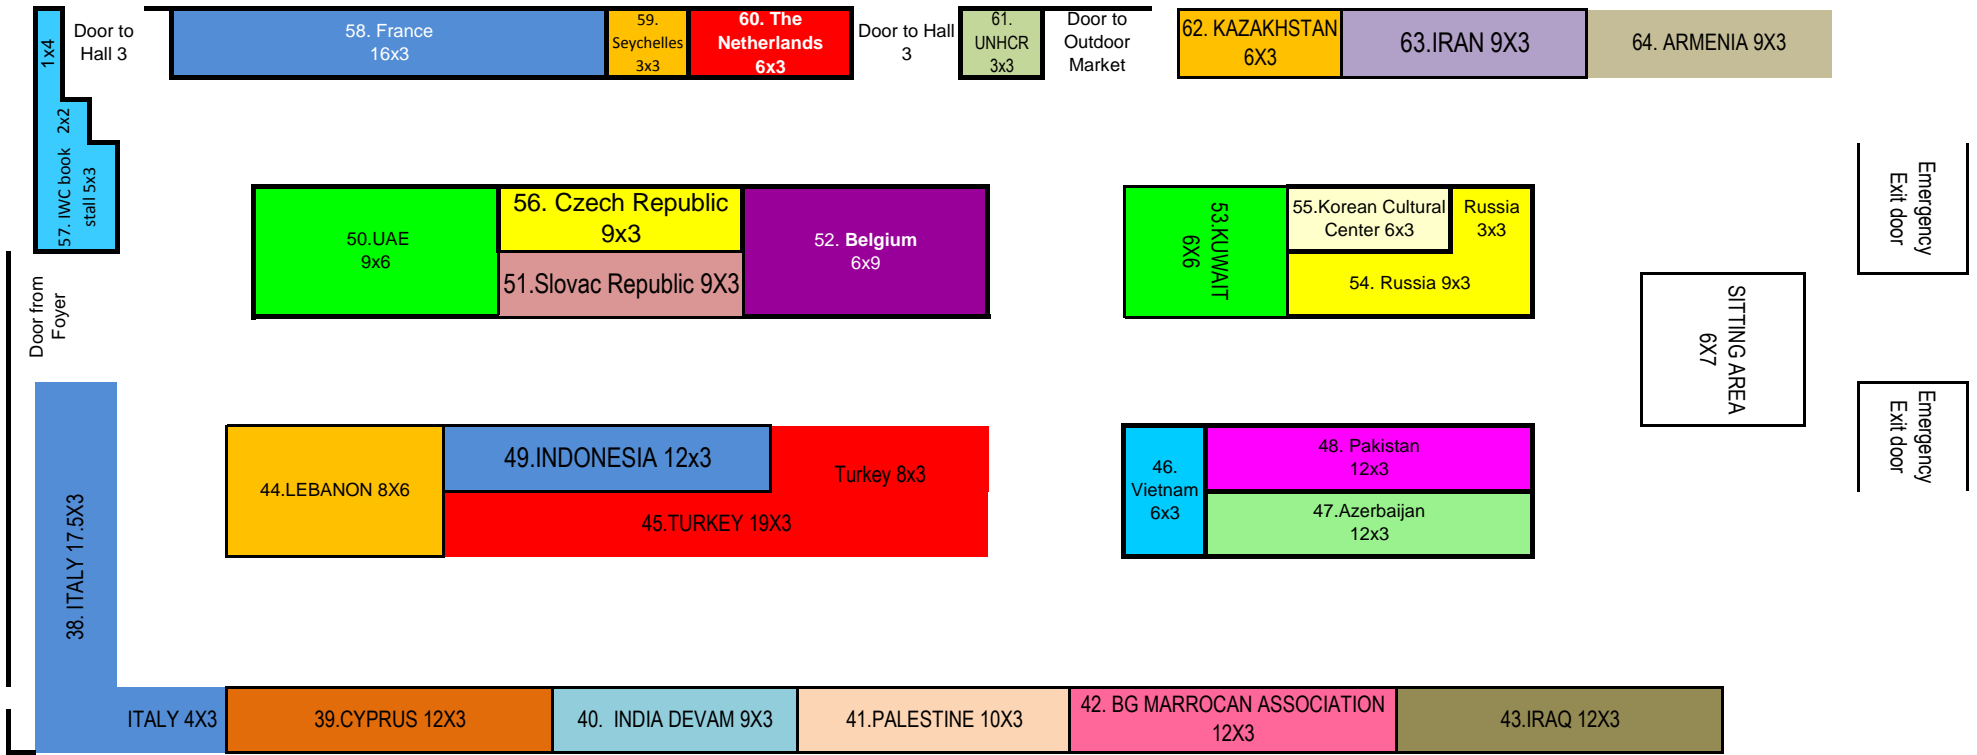 1x4
Door to
Hall 3
58. France
16x3
59.
Seychelles
3x3
60. The
Netherlands
6x3
Door to Hall
3
61.
UNHCR
3x3
Door to
Outdoor
Market
62. KAZAKHSTAN
6X3
63.IRAN 9X3
64. ARMENIA 9X3
57. IWC book 2x2
stall 5x3
50.UAE
9x6
56. Czech Republic
9x3
51.Slovac Republic 9X3
52. Belgium
6x9
53.KUWAIT
6X6
55.Korean Cultural
Center 6x3
Russia
3x3
54. Russia 9x3
Emergency
Exit door
Door from
Foyer
SITTING AREA
6X7
Emergency
Exit door
38. ITALY 17.5X3
44.LEBANON 8X6
49.INDONESIA 12x3
Turkey 8x3
45.TURKEY 19X3
46.
Vietnam
6x3
48. Pakistan
12x3
47.Azerbaijan
12x3
ITALY 4X3
39.CYPRUS 12X3
40. INDIA DEVAM 9X3
41.PALESTINE 10X3
42. BG MARROCAN ASSOCIATION
12X3
43.IRAQ 12X3